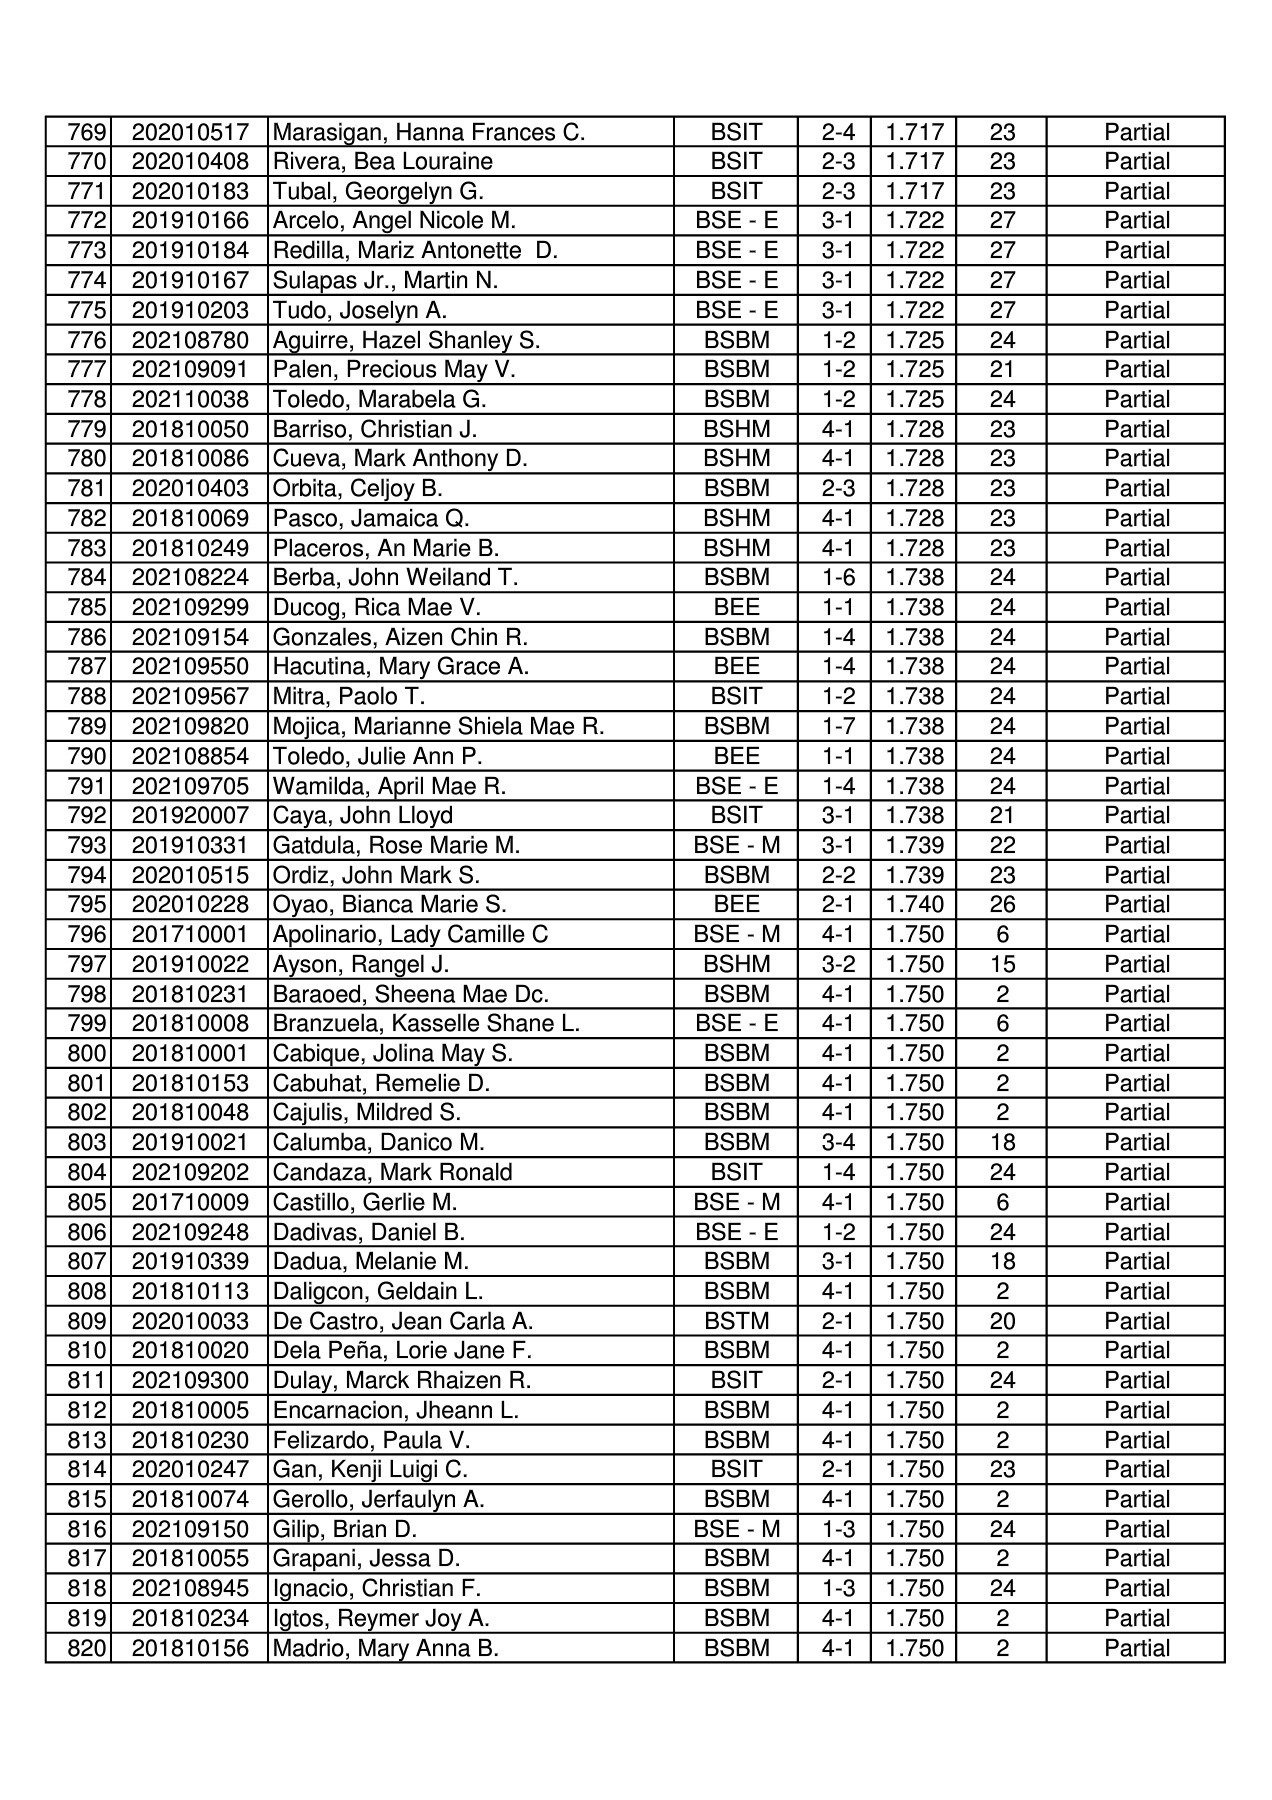 769 202010517 Marasigan, Hanna Frances C. BSIT 2-4 1.717 23 Partial
770 202010408 Rivera, Bea Louraine BSIT 2-3 1.717 23 Partial
771 202010183 Tubal, Georgelyn G. BSIT 2-3 1.717 23 Partial
772 201910166 Arcelo, Angel Nicole M. BSE - E 3-1 1.722 27 Partial
773 201910184 Redilla, Mariz Antonette  D. BSE - E 3-1 1.722 27 Partial
774 201910167 Sulapas Jr., Martin N. BSE - E 3-1 1.722 27 Partial
775 201910203 Tudo, Joselyn A. BSE - E 3-1 1.722 27 Partial
776 202108780 Aguirre, Hazel Shanley S. BSBM 1-2 1.725 24 Partial
777 202109091 Palen, Precious May V. BSBM 1-2 1.725 21 Partial
778 202110038 Toledo, Marabela G. BSBM 1-2 1.725 24 Partial
779 201810050 Barriso, Christian J. BSHM 4-1 1.728 23 Partial
780 201810086 Cueva, Mark Anthony D. BSHM 4-1 1.728 23 Partial
781 202010403 Orbita, Celjoy B. BSBM 2-3 1.728 23 Partial
782 201810069 Pasco, Jamaica Q. BSHM 4-1 1.728 23 Partial
783 201810249 Placeros, An Marie B. BSHM 4-1 1.728 23 Partial
784 202108224 Berba, John Weiland T. BSBM 1-6 1.738 24 Partial
785 202109299 Ducog, Rica Mae V. BEE 1-1 1.738 24 Partial
786 202109154 Gonzales, Aizen Chin R. BSBM 1-4 1.738 24 Partial
787 202109550 Hacutina, Mary Grace A. BEE 1-4 1.738 24 Partial
788 202109567 Mitra, Paolo T. BSIT 1-2 1.738 24 Partial
789 202109820 Mojica, Marianne Shiela Mae R. BSBM 1-7 1.738 24 Partial
790 202108854 Toledo, Julie Ann P. BEE 1-1 1.738 24 Partial
791 202109705 Wamilda, April Mae R. BSE - E 1-4 1.738 24 Partial
792 201920007 Caya, John Lloyd BSIT 3-1 1.738 21 Partial
793 201910331 Gatdula, Rose Marie M. BSE - M 3-1 1.739 22 Partial
794 202010515 Ordiz, John Mark S. BSBM 2-2 1.739 23 Partial
795 202010228 Oyao, Bianca Marie S. BEE 2-1 1.740 26 Partial
796 201710001 Apolinario, Lady Camille C BSE - M 4-1 1.750 6 Partial
797 201910022 Ayson, Rangel J. BSHM 3-2 1.750 15 Partial
798 201810231 Baraoed, Sheena Mae Dc. BSBM 4-1 1.750 2 Partial
799 201810008 Branzuela, Kasselle Shane L. BSE - E 4-1 1.750 6 Partial
800 201810001 Cabique, Jolina May S. BSBM 4-1 1.750 2 Partial
801 201810153 Cabuhat, Remelie D. BSBM 4-1 1.750 2 Partial
802 201810048 Cajulis, Mildred S. BSBM 4-1 1.750 2 Partial
803 201910021 Calumba, Danico M. BSBM 3-4 1.750 18 Partial
804 202109202 Candaza, Mark Ronald BSIT 1-4 1.750 24 Partial
805 201710009 Castillo, Gerlie M. BSE - M 4-1 1.750 6 Partial
806 202109248 Dadivas, Daniel B. BSE - E 1-2 1.750 24 Partial
807 201910339 Dadua, Melanie M. BSBM 3-1 1.750 18 Partial
808 201810113 Daligcon, Geldain L. BSBM 4-1 1.750 2 Partial
809 202010033 De Castro, Jean Carla A. BSTM 2-1 1.750 20 Partial
810 201810020 Dela Peña, Lorie Jane F. BSBM 4-1 1.750 2 Partial
811 202109300 Dulay, Marck Rhaizen R. BSIT 2-1 1.750 24 Partial
812 201810005 Encarnacion, Jheann L. BSBM 4-1 1.750 2 Partial
813 201810230 Felizardo, Paula V. BSBM 4-1 1.750 2 Partial
814 202010247 Gan, Kenji Luigi C. BSIT 2-1 1.750 23 Partial
815 201810074 Gerollo, Jerfaulyn A. BSBM 4-1 1.750 2 Partial
816 202109150 Gilip, Brian D. BSE - M 1-3 1.750 24 Partial
817 201810055 Grapani, Jessa D. BSBM 4-1 1.750 2 Partial
818 202108945 Ignacio, Christian F. BSBM 1-3 1.750 24 Partial
819 201810234 Igtos, Reymer Joy A. BSBM 4-1 1.750 2 Partial
820 201810156 Madrio, Mary Anna B. BSBM 4-1 1.750 2 Partial